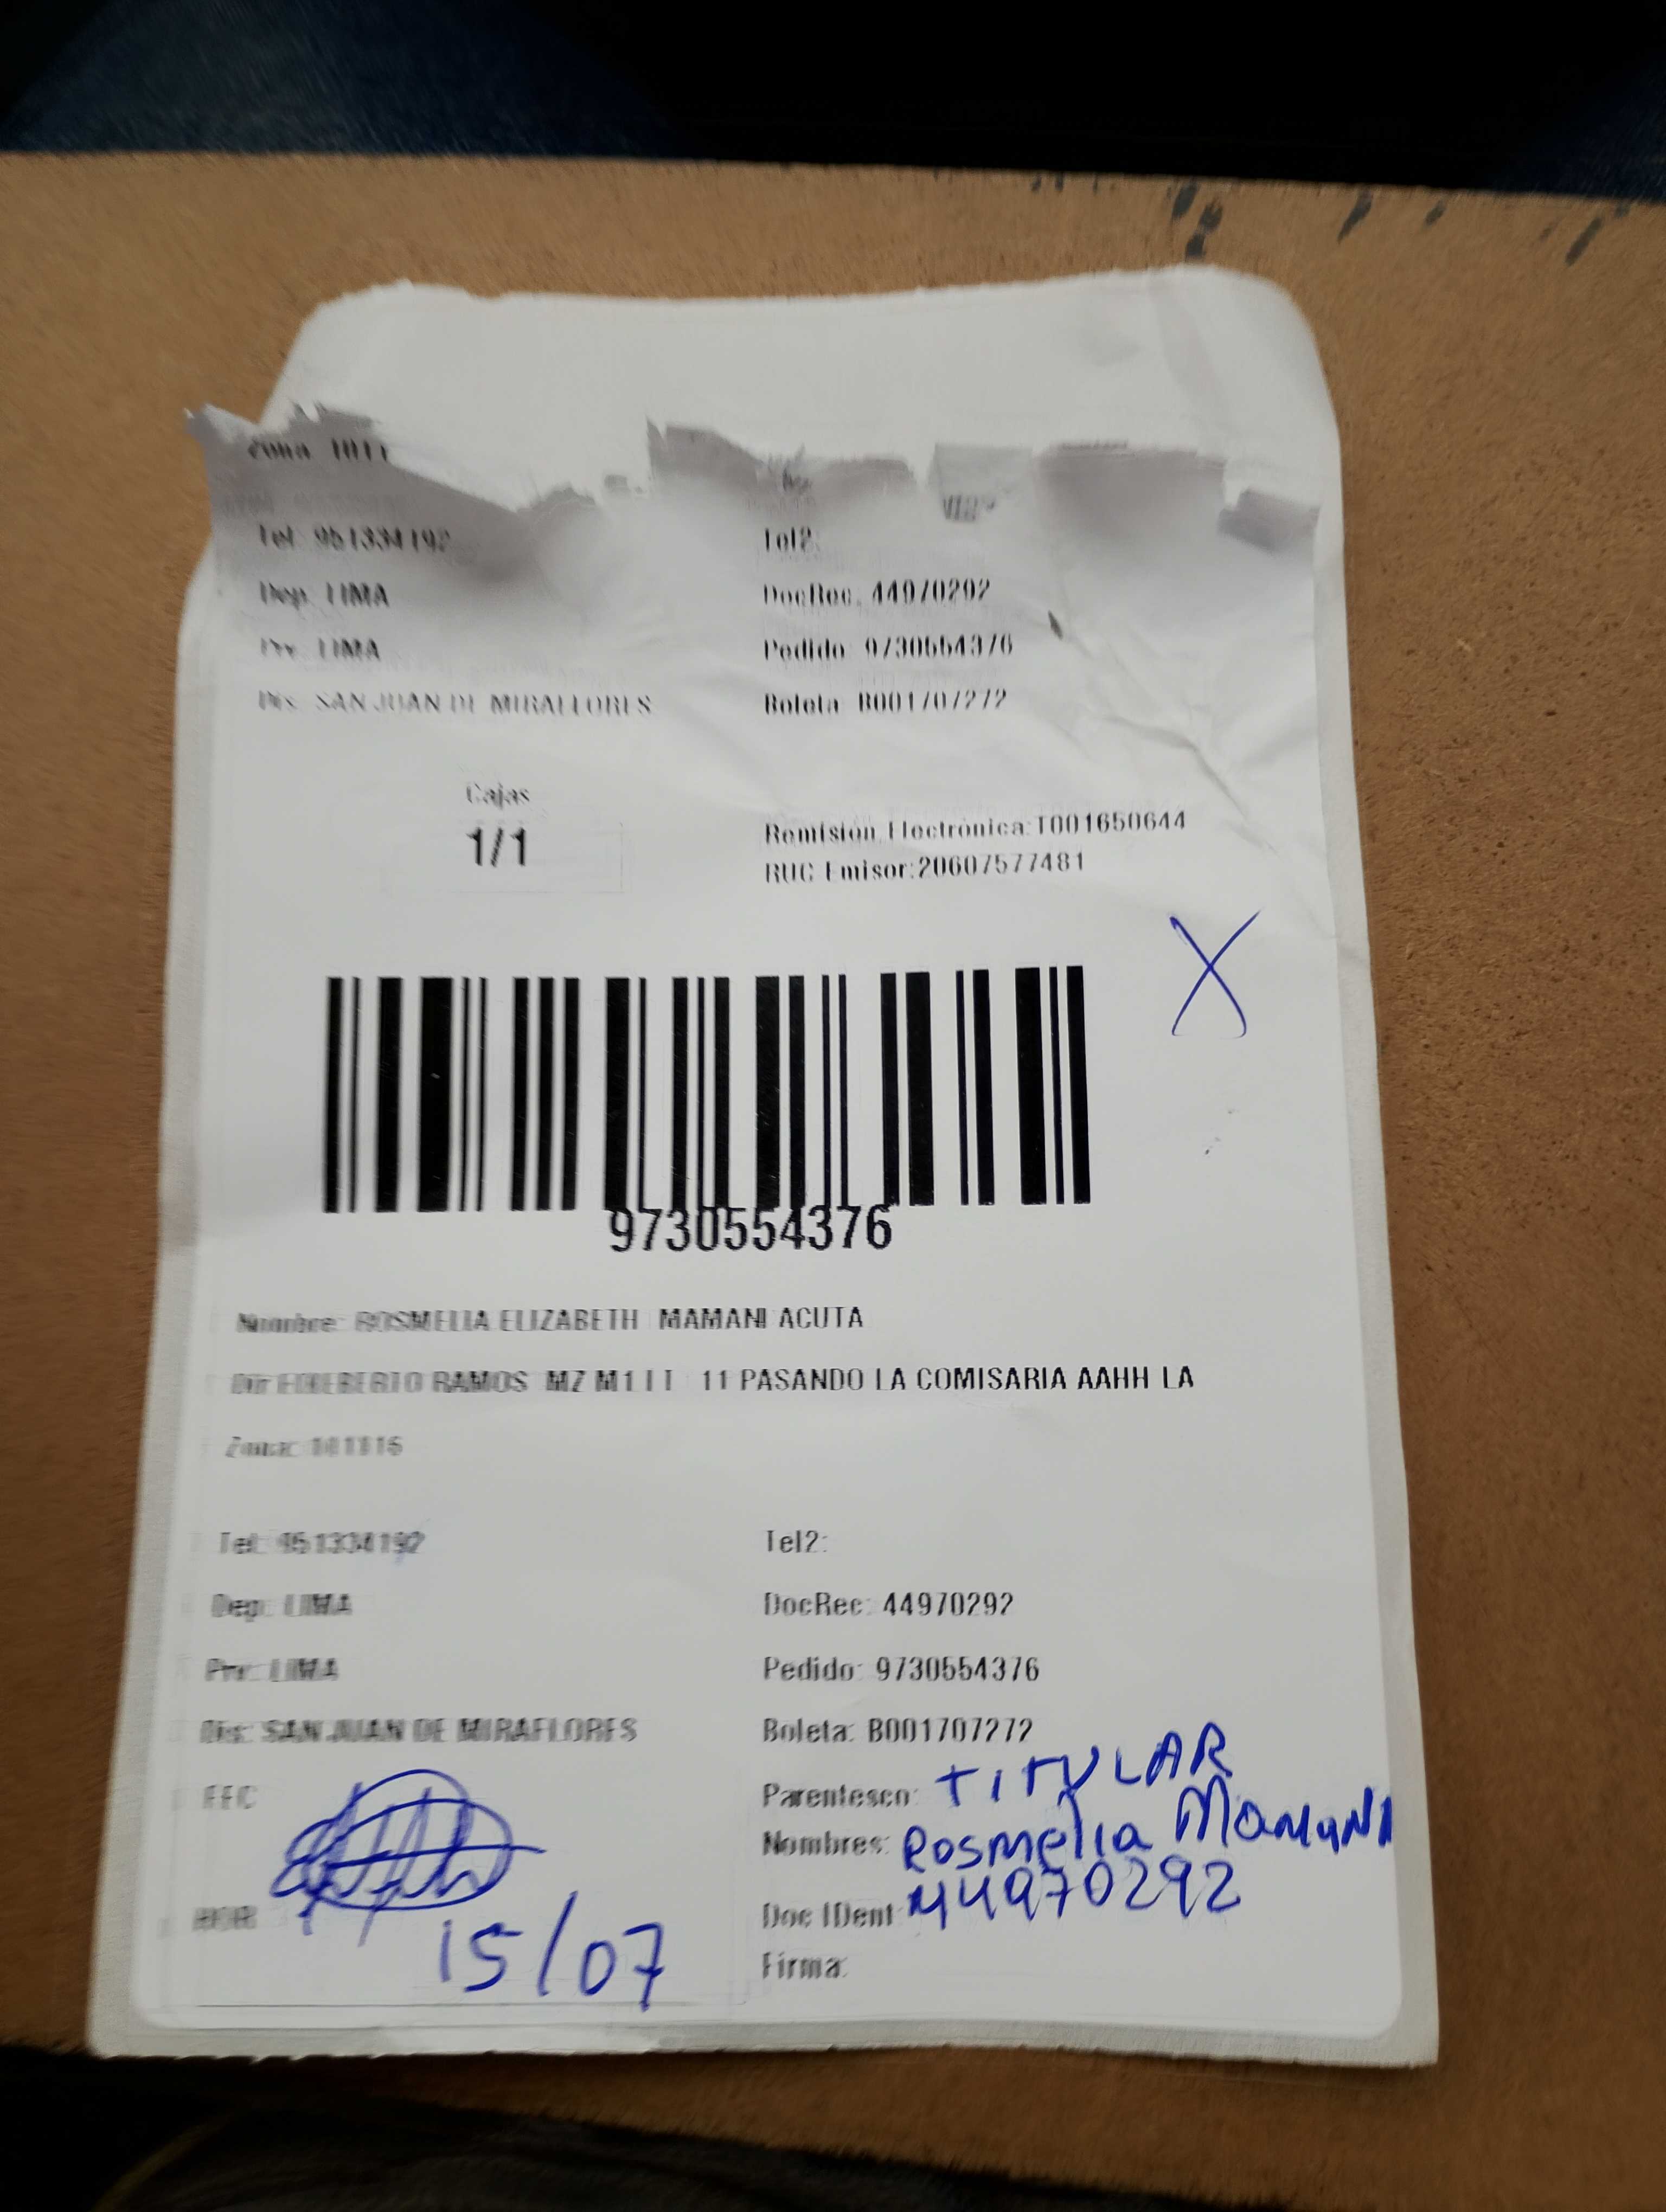 Zona: 1011
Tel: 951334192 Tel2:
Dep: LIMA DocRec: 44970292
Prv: LIMA Pedido: 9730554376
Dis: SAN JUAN DE MIRAFLORES Boleta: B001707272
Cajas
1/1
Remisión Electrónica:T001650644
RUC Emisor:20607577481
X
9730554376
Nombre: ROSMELIA ELIZABETH MAMANI ACUTA
Dir: EDILBERTO RAMOS MZ M1 LT 11 PASANDO LA COMISARIA AAHH LA
Zona: 101116
Tel: 951334192 Tel2:
Dep: LIMA DocRec: 44970292
Prv: LIMA Pedido: 9730554376
Dis: SAN JUAN DE MIRAFLORES Boleta: B001707272
FEC Parentesco: TITULAR
Nombres: Rosmelia Mamani
HOR Doc IDent: 44970292
15/07 Firma: